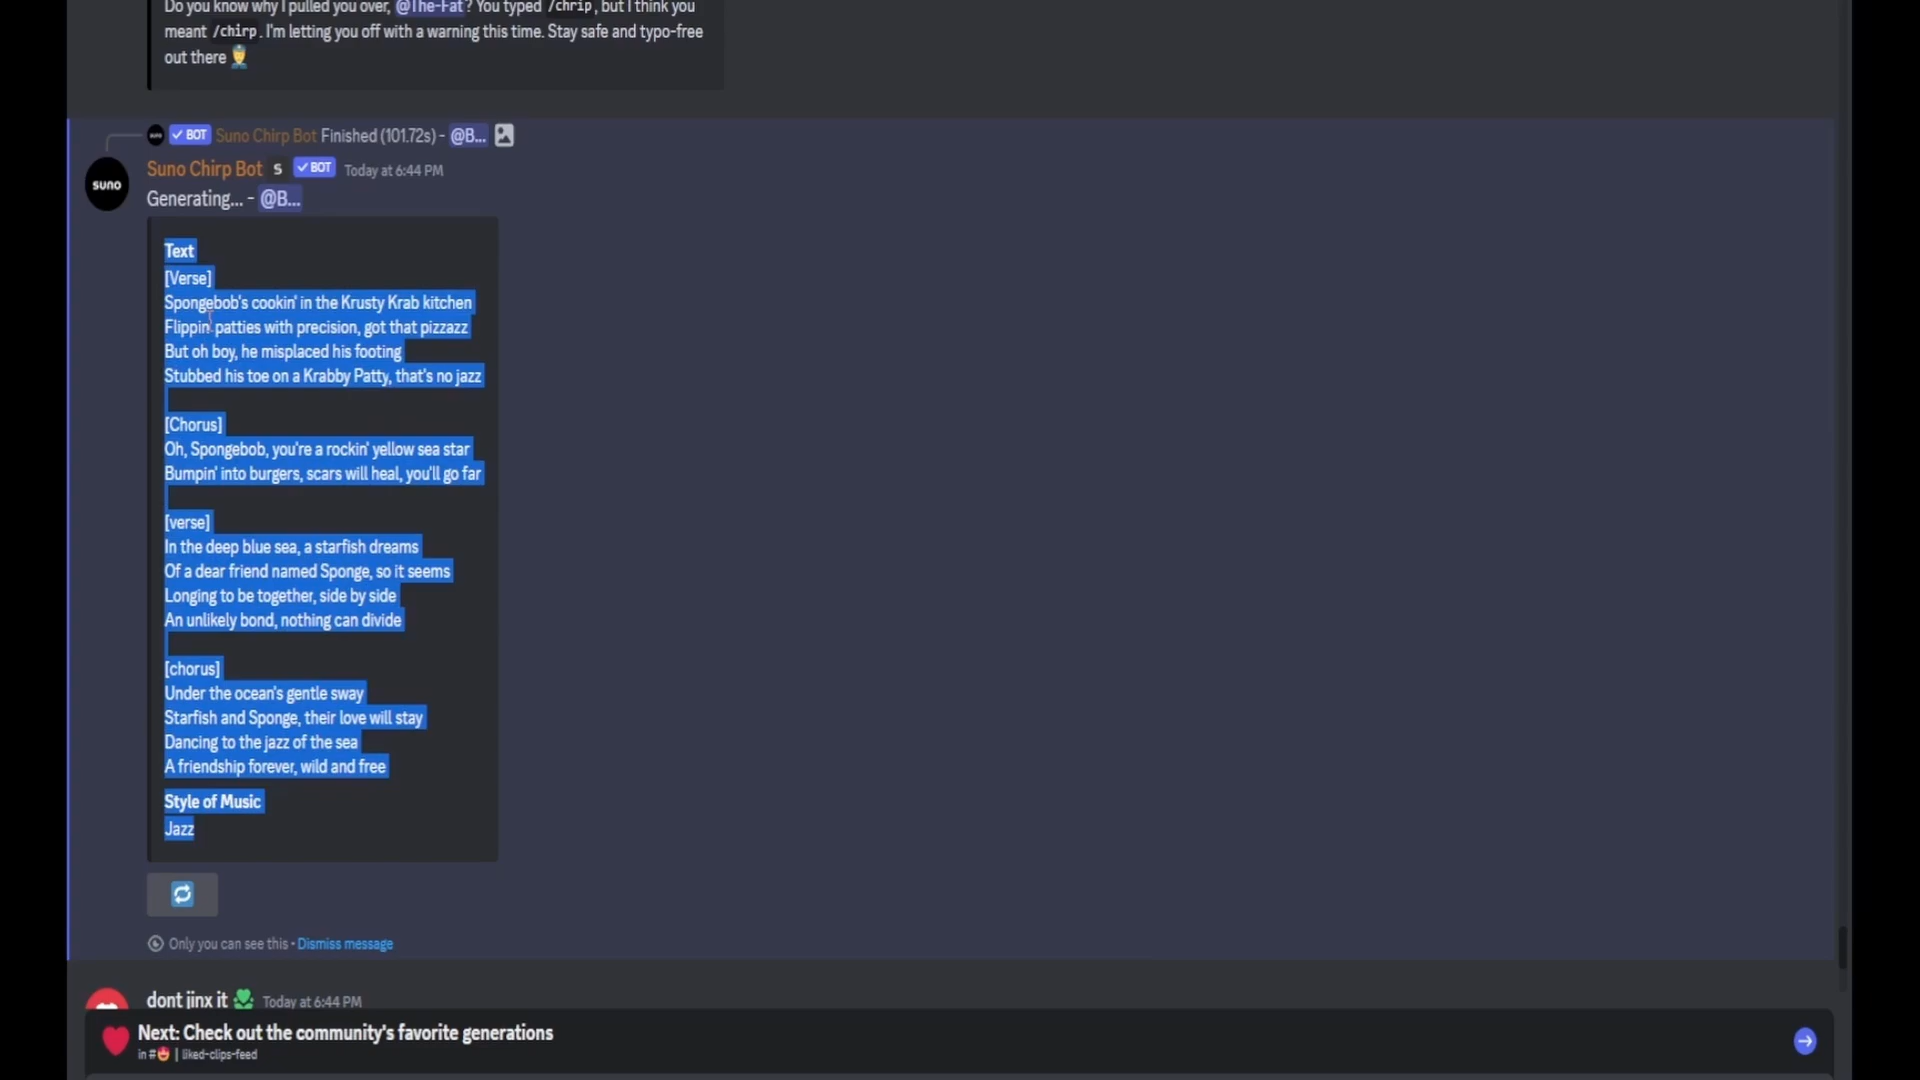 Do you know why I pulled you over, @The-Fat? You typed /chrip, but I think you
meant /chirp. I'm letting you off with a warning this time. Stay safe and typo-free
out there
BOT Suno Chirp Bot Finished (101.72s) - @B...
suno
Suno Chirp Bot S BOT Today at 6:44 PM
Generating... - @B...
Text
[Verse]
Spongebob's cookin' in the Krusty Krab kitchen
Flippin' patties with precision, got that pizzazz
But oh boy, he misplaced his footing
Stubbed his toe on a Krabby Patty, that's no jazz
[Chorus]
Oh, Spongebob, you're a rockin' yellow sea star
Bumpin' into burgers, scars will heal, you'll go far
[verse]
In the deep blue sea, a starfish dreams
Of a dear friend named Sponge, so it seems
Longing to be together, side by side
An unlikely bond, nothing can divide
[chorus]
Under the ocean's gentle sway
Starfish and Sponge, their love will stay
Dancing to the jazz of the sea
A friendship forever, wild and free
Style of Music
Jazz
Only you can see this • Dismiss message
dont jinx it Today at 6:44 PM
Next: Check out the community's favorite generations
in # | liked-clips-feed